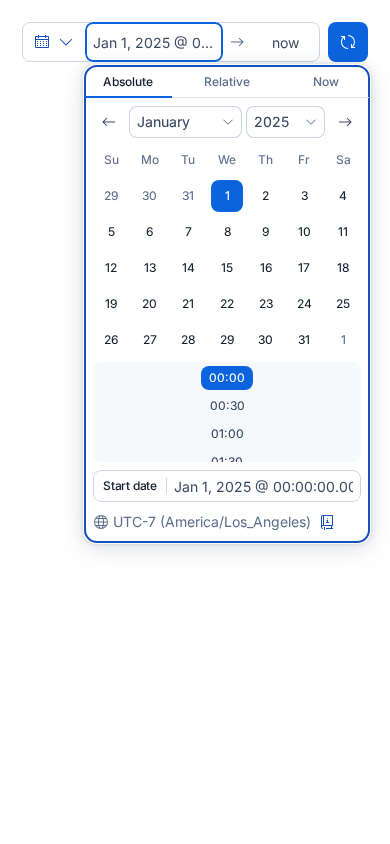 Jan 1, 2025 @ 0... → now
Absolute Relative Now
January 2025
Su Mo Tu We Th Fr Sa
29 30 31 1 2 3 4
5 6 7 8 9 10 11
12 13 14 15 16 17 18
19 20 21 22 23 24 25
26 27 28 29 30 31 1
00:00
00:30
01:00
01:30
Start date Jan 1, 2025 @ 00:00:00.00
UTC-7 (America/Los_Angeles)